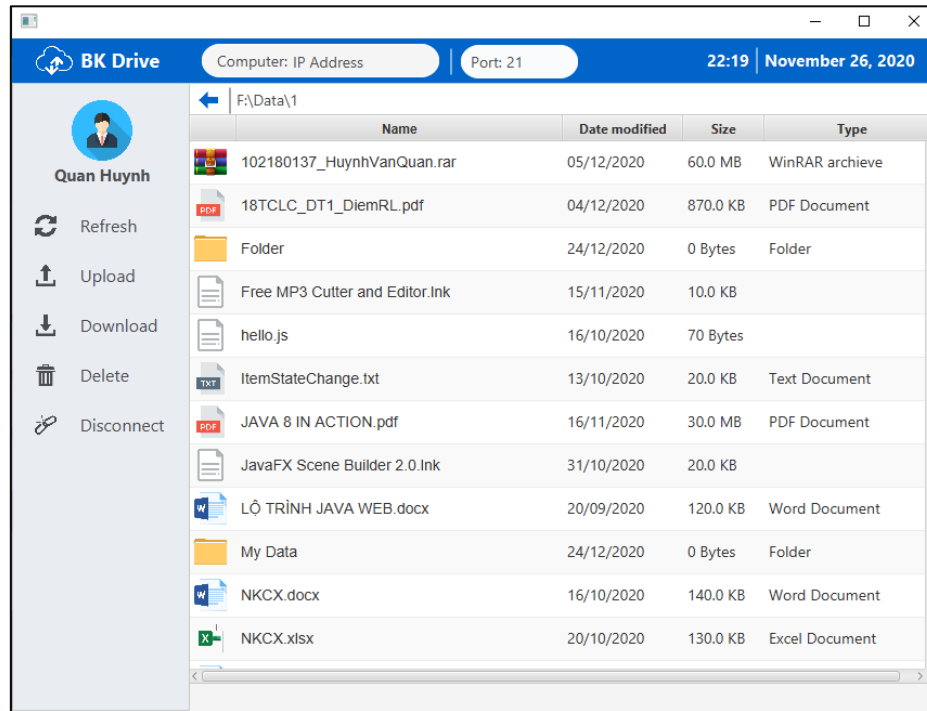 BK Drive Computer: IP Address Port: 21 22:19 November 26, 2020
F:\Data\1
Quan Huynh
Refresh
Upload
Download
Delete
Disconnect
Name Date modified Size Type
102180137_HuynhVanQuan.rar 05/12/2020 60.0 MB WinRAR archieve
PDF 18TCLC_DT1_DiemRL.pdf 04/12/2020 870.0 KB PDF Document
Folder 24/12/2020 0 Bytes Folder
Free MP3 Cutter and Editor.lnk 15/11/2020 10.0 KB
hello.js 16/10/2020 70 Bytes
TXT ItemStateChange.txt 13/10/2020 20.0 KB Text Document
PDF JAVA 8 IN ACTION.pdf 16/11/2020 30.0 MB PDF Document
JavaFX Scene Builder 2.0.lnk 31/10/2020 20.0 KB
W LỘ TRÌNH JAVA WEB.docx 20/09/2020 120.0 KB Word Document
My Data 24/12/2020 0 Bytes Folder
W NKCX.docx 16/10/2020 140.0 KB Word Document
X NKCX.xlsx 20/10/2020 130.0 KB Excel Document